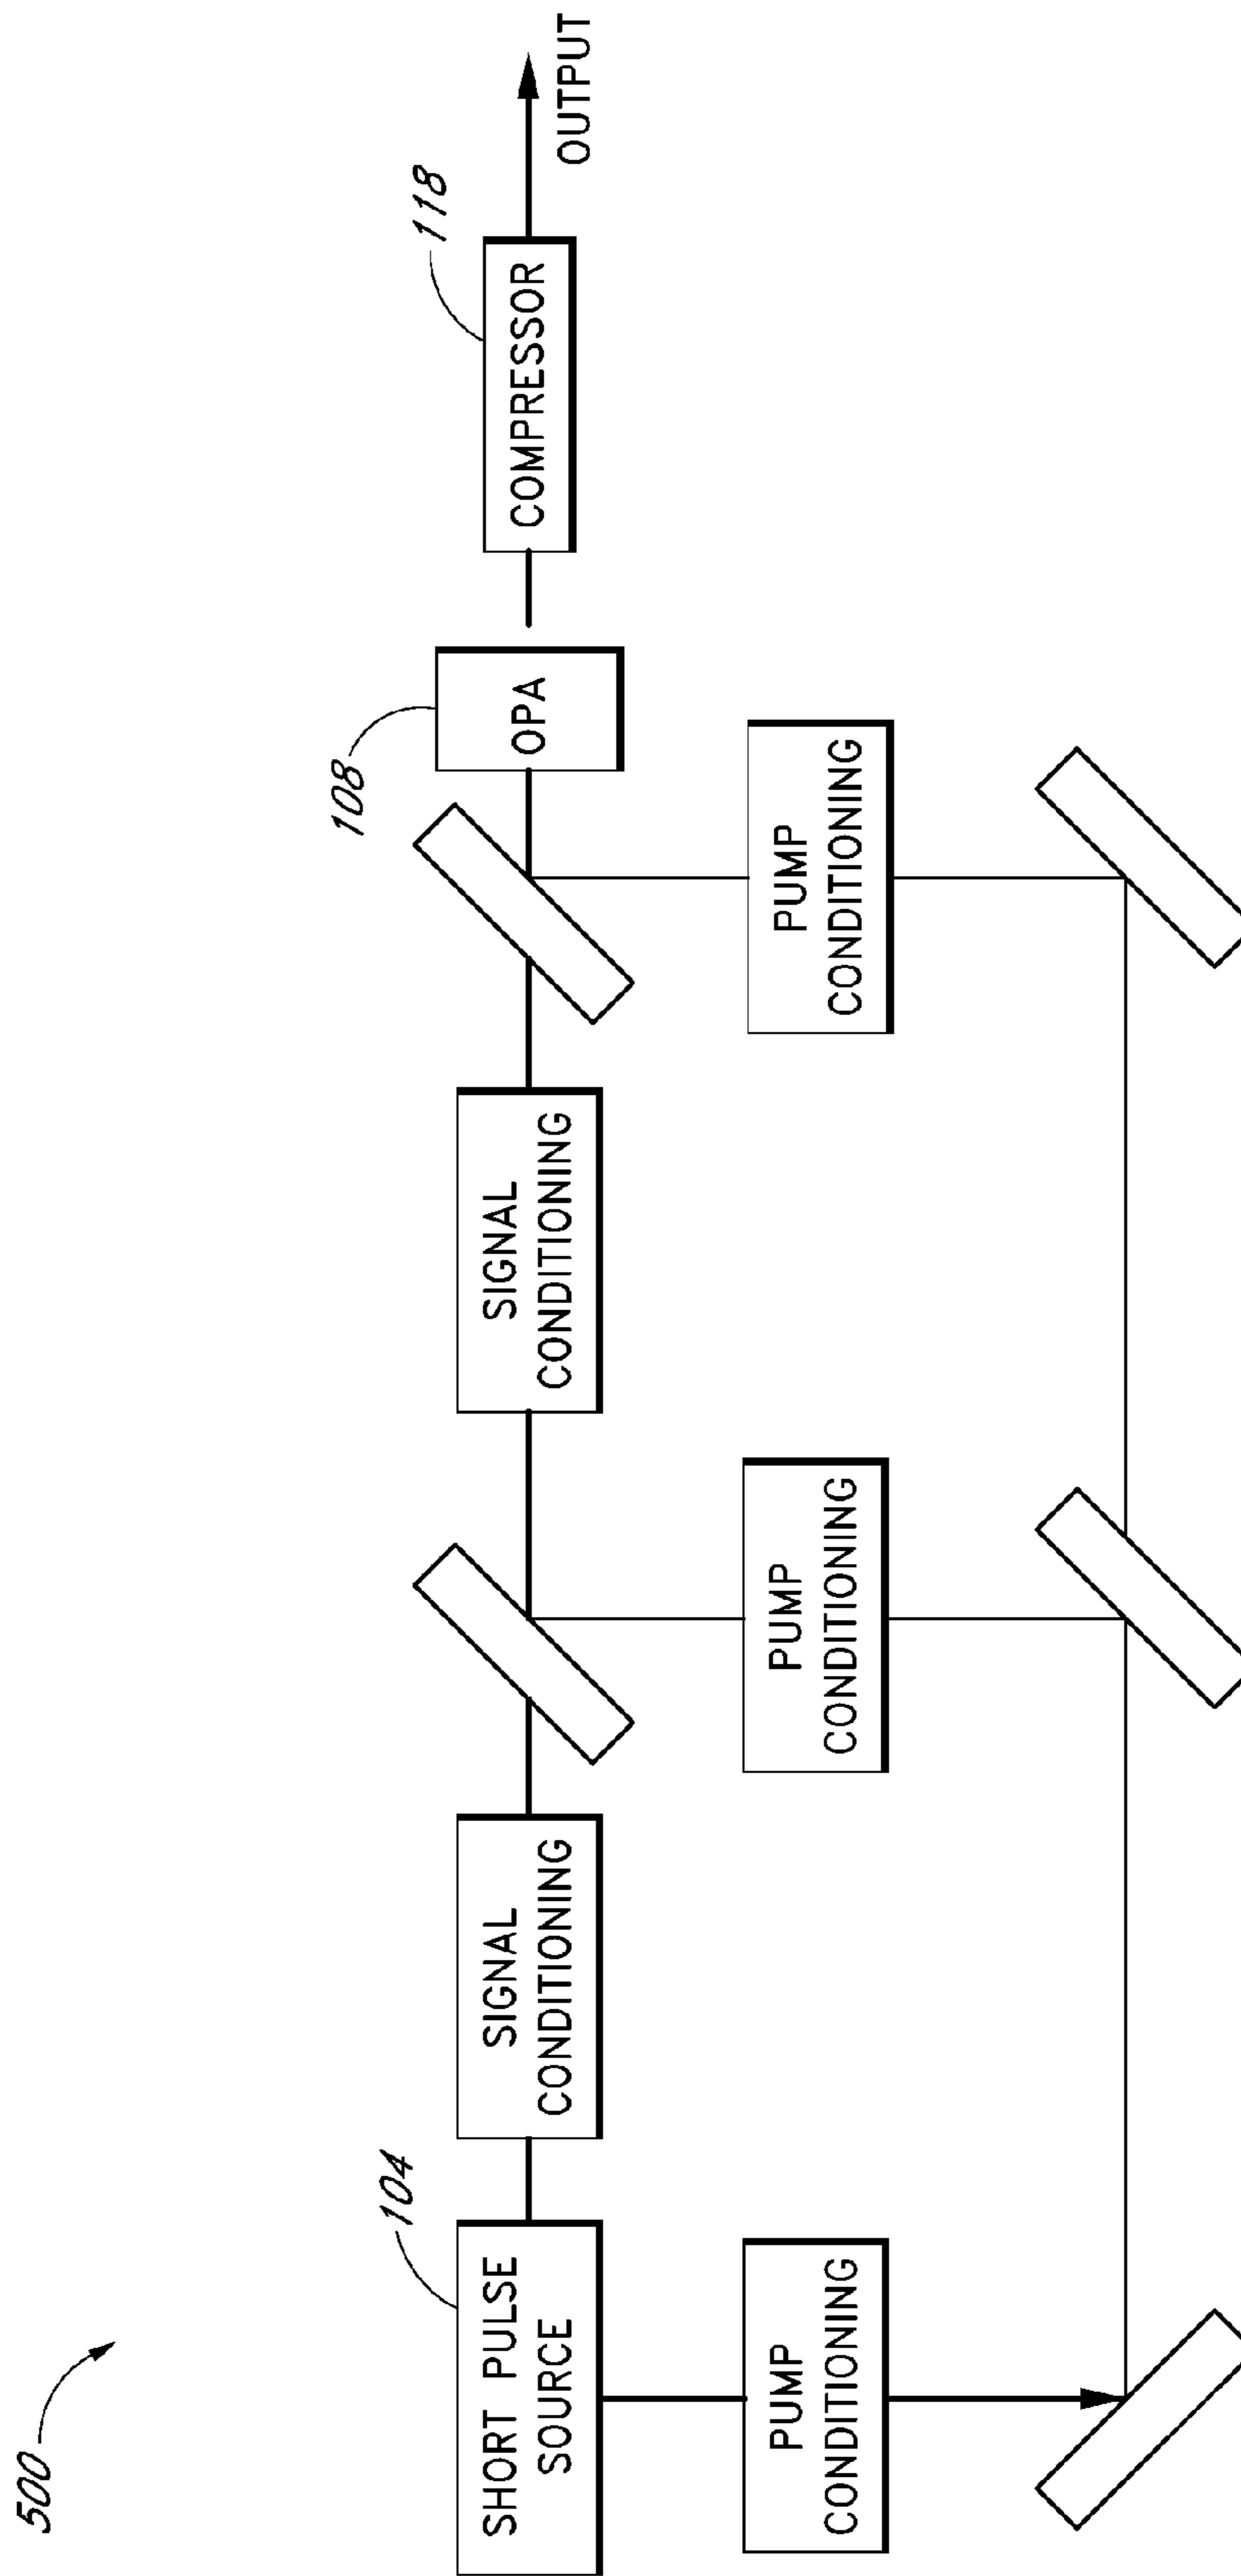 500
104
SHORT PULSE
SOURCE
SIGNAL
CONDITIONING
SIGNAL
CONDITIONING
108
OPA
118
COMPRESSOR
OUTPUT
PUMP
CONDITIONING
PUMP
CONDITIONING
PUMP
CONDITIONING